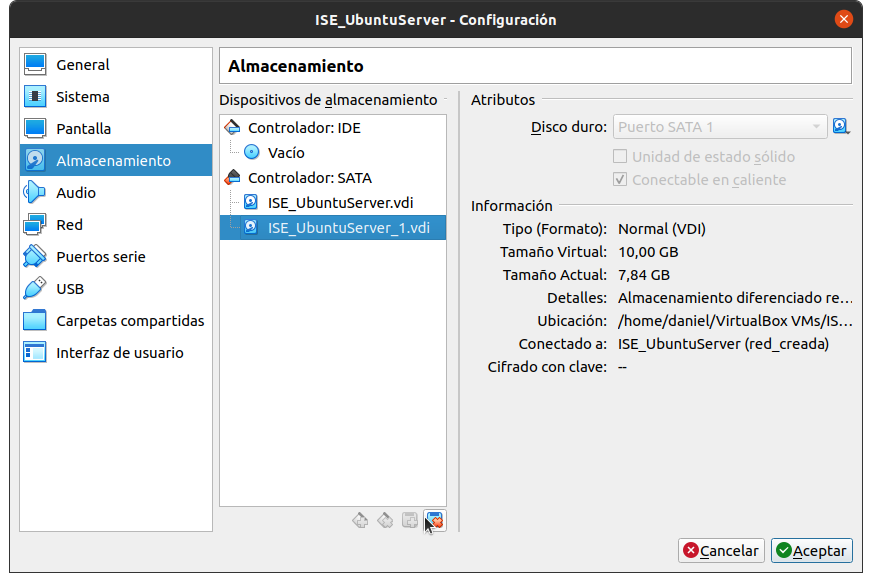 ISE_UbuntuServer - Configuración
General
Sistema
Pantalla
Almacenamiento
Audio
Red
Puertos serie
USB
Carpetas compartidas
Interfaz de usuario
Almacenamiento
Dispositivos de almacenamiento
Controlador: IDE
Vacío
Controlador: SATA
ISE_UbuntuServer.vdi
ISE_UbuntuServer_1.vdi
Atributos
Disco duro: Puerto SATA 1
Unidad de estado sólido
Conectable en caliente
Información
Tipo (Formato): Normal (VDI)
Tamaño Virtual: 10,00 GB
Tamaño Actual: 7,84 GB
Detalles: Almacenamiento diferenciado re...
Ubicación: /home/daniel/VirtualBox VMs/IS...
Conectado a: ISE_UbuntuServer (red_creada)
Cifrado con clave: --
Cancelar
Aceptar